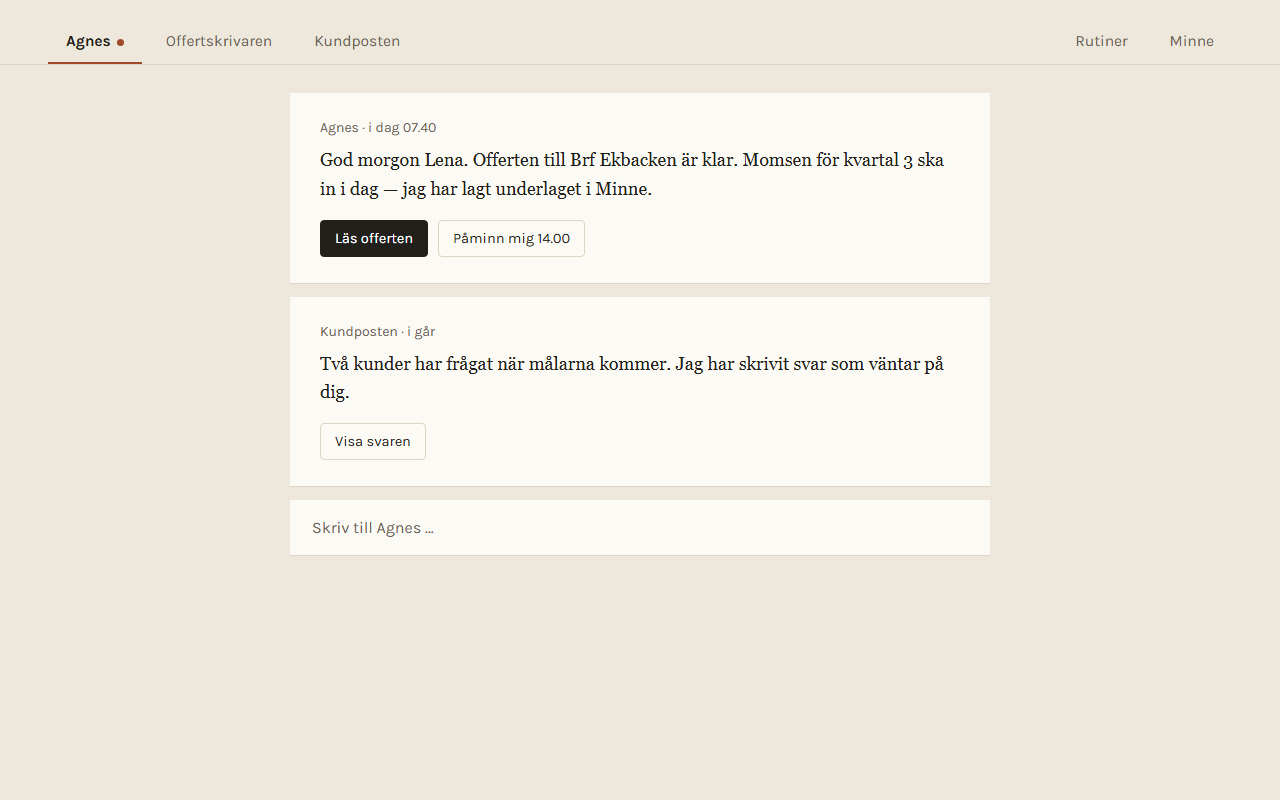 Agnes
Offertskrivaren
Kundposten
Rutiner
Minne
Agnes · i dag 07.40
God morgon Lena. Offerten till Brf Ekbacken är klar. Momsen för kvartal 3 ska
in i dag — jag har lagt underlaget i Minne.
Läs offerten
Påminn mig 14.00
Kundposten · i går
Två kunder har frågat när målarna kommer. Jag har skrivit svar som väntar på
dig.
Visa svaren
Skriv till Agnes …